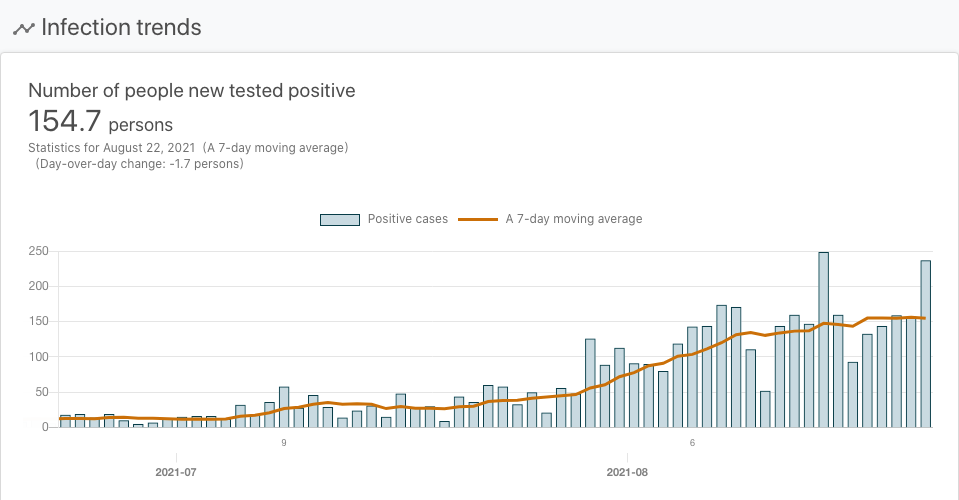 Infection trends
Number of people new tested positive
154.7 persons
Statistics for August 22, 2021 (A 7-day moving average)
(Day-over-day change: -1.7 persons)
Positive cases A 7-day moving average
250
200
150
100
50
0
9 6
2021-07 2021-08